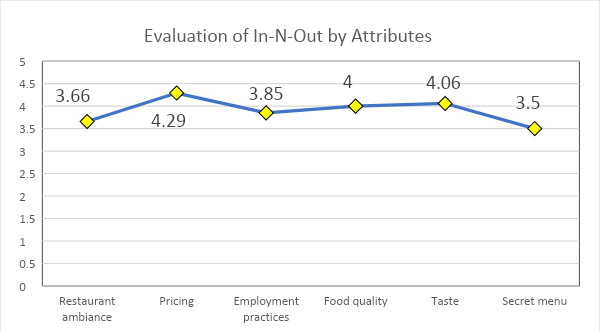 Evaluation of In-N-Out by Attributes
5
4.5
4
3.5
3
2.5
2
1.5
1
0.5
0
3.66
4.29
3.85
4
4.06
3.5
Restaurant
ambiance
Pricing
Employment
practices
Food quality
Taste
Secret menu